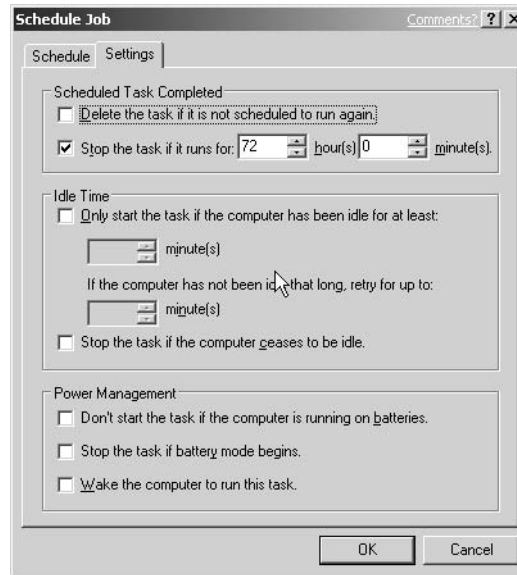 Schedule Job
Comments? ? X
Schedule Settings
Scheduled Task Completed
Delete the task if it is not scheduled to run again.
Stop the task if it runs for: 72 hour(s) 0 minute(s).
Idle Time
Only start the task if the computer has been idle for at least:
minute(s)
If the computer has not been that long, retry for up to:
minute(s)
Stop the task if the computer ceases to be idle.
Power Management
Don't start the task if the computer is running on batteries.
Stop the task if battery mode begins.
Wake the computer to run this task.
OK Cancel